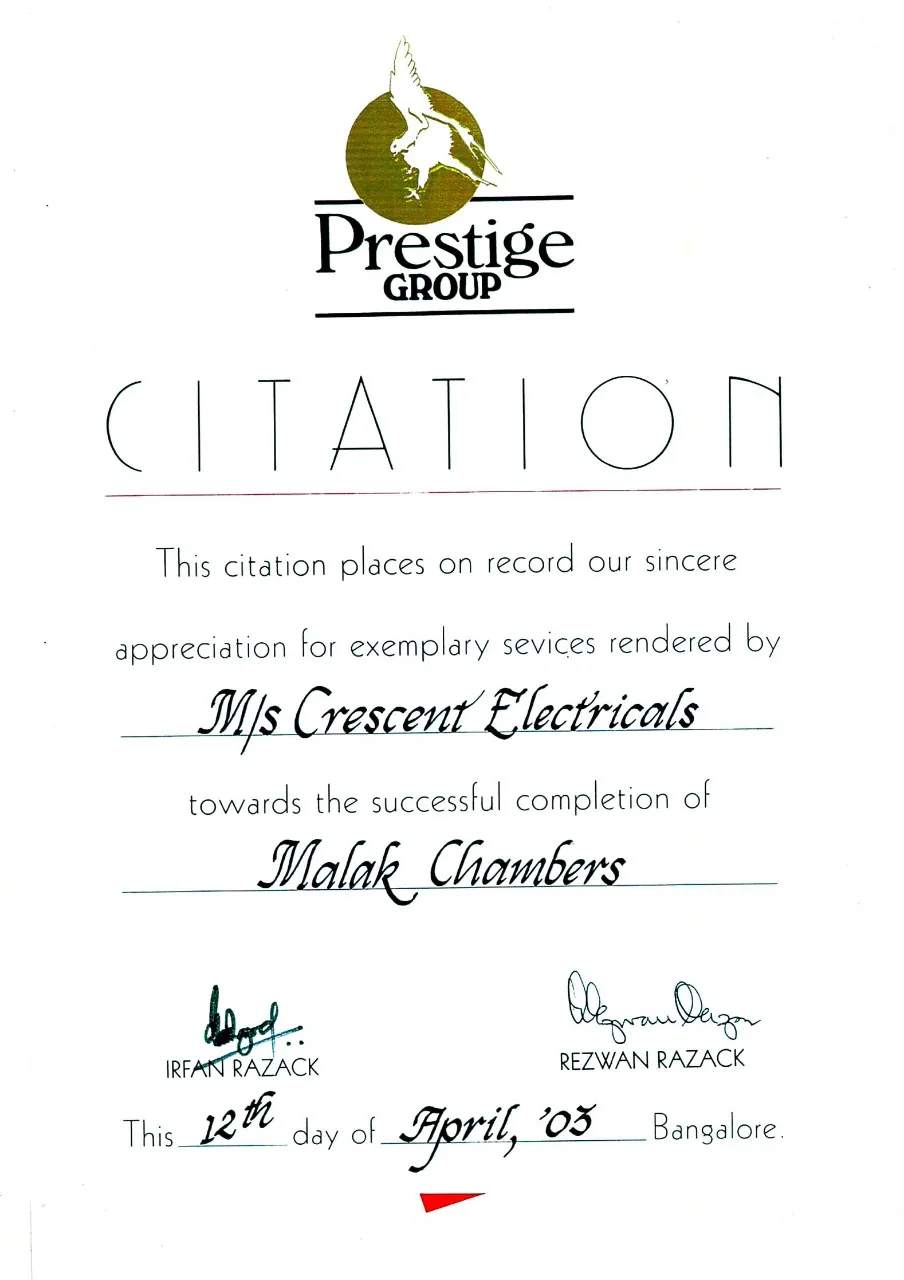 Prestige
GROUP
CITATION
This citation places on record our sincere
appreciation for exemplary sevices rendered by
M/s Crescent Electricals
towards the successful completion of
Malak Chambers
IRFAN RAZACK REZWAN RAZACK
This 12th day of April, '03 Bangalore.